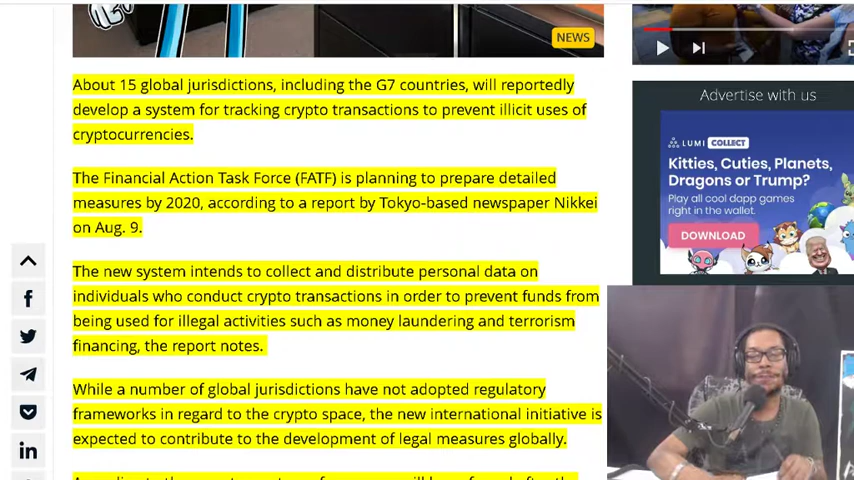 NEWS
About 15 global jurisdictions, including the G7 countries, will reportedly
develop a system for tracking crypto transactions to prevent illicit uses of
cryptocurrencies.
The Financial Action Task Force (FATF) is planning to prepare detailed
measures by 2020, according to a report by Tokyo-based newspaper Nikkei
on Aug. 9.
The new system intends to collect and distribute personal data on
individuals who conduct crypto transactions in order to prevent funds from
being used for illegal activities such as money laundering and terrorism
financing, the report notes.
While a number of global jurisdictions have not adopted regulatory
frameworks in regard to the crypto space, the new international initiative is
expected to contribute to the development of legal measures globally.
Advertise with us
LUMI COLLECT
Kitties, Cuties, Planets,
Dragons or Trump?
Play all cool dapp games
right in the wallet.
DOWNLOAD